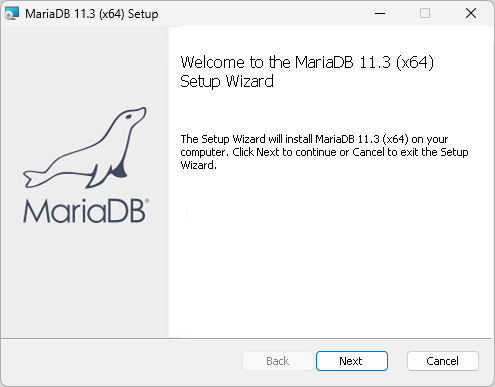 MariaDB 11.3 (x64) Setup
Welcome to the MariaDB 11.3 (x64)
Setup Wizard
The Setup Wizard will install MariaDB 11.3 (x64) on your
computer. Click Next to continue or Cancel to exit the Setup
Wizard.
MariaDB®
Back
Next
Cancel